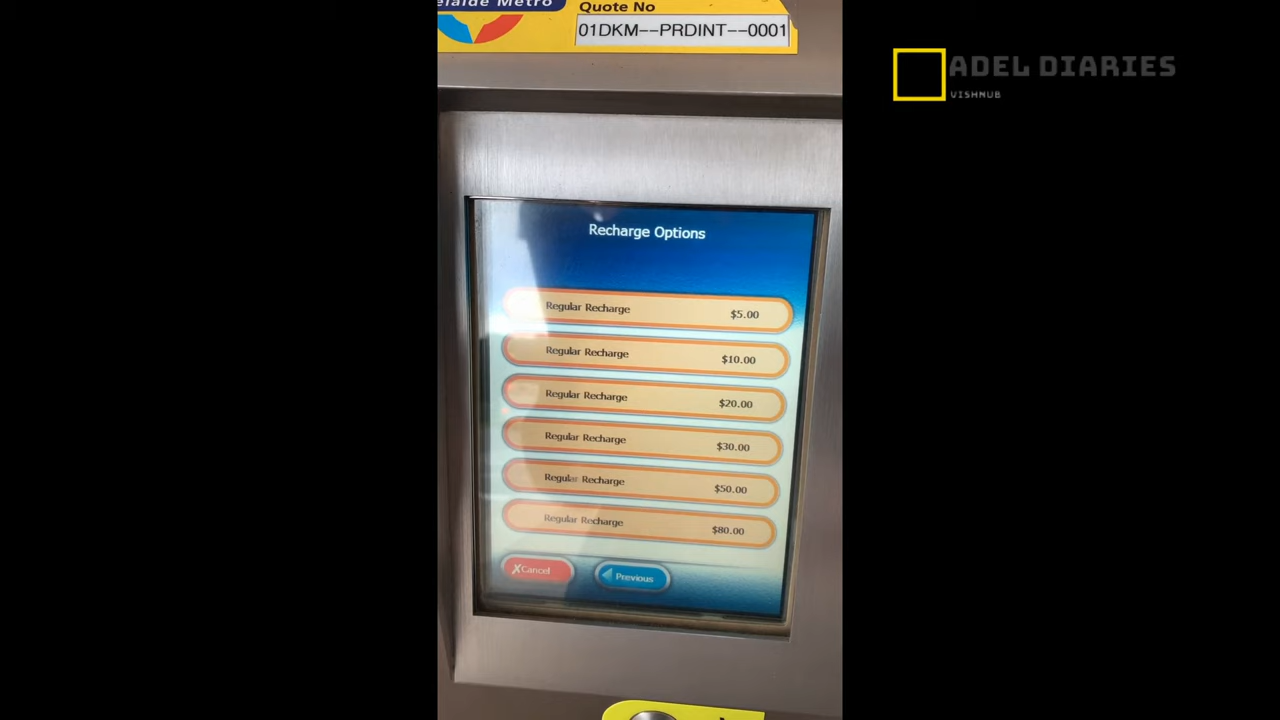 elaide Metro
Quote No
01DKM--PRDINT--0001
ADEL DIARIES
VISHNUB
Recharge Options
Regular Recharge $5.00
Regular Recharge $10.00
Regular Recharge $20.00
Regular Recharge $30.00
Regular Recharge $50.00
Regular Recharge $80.00
XCancel
Previous